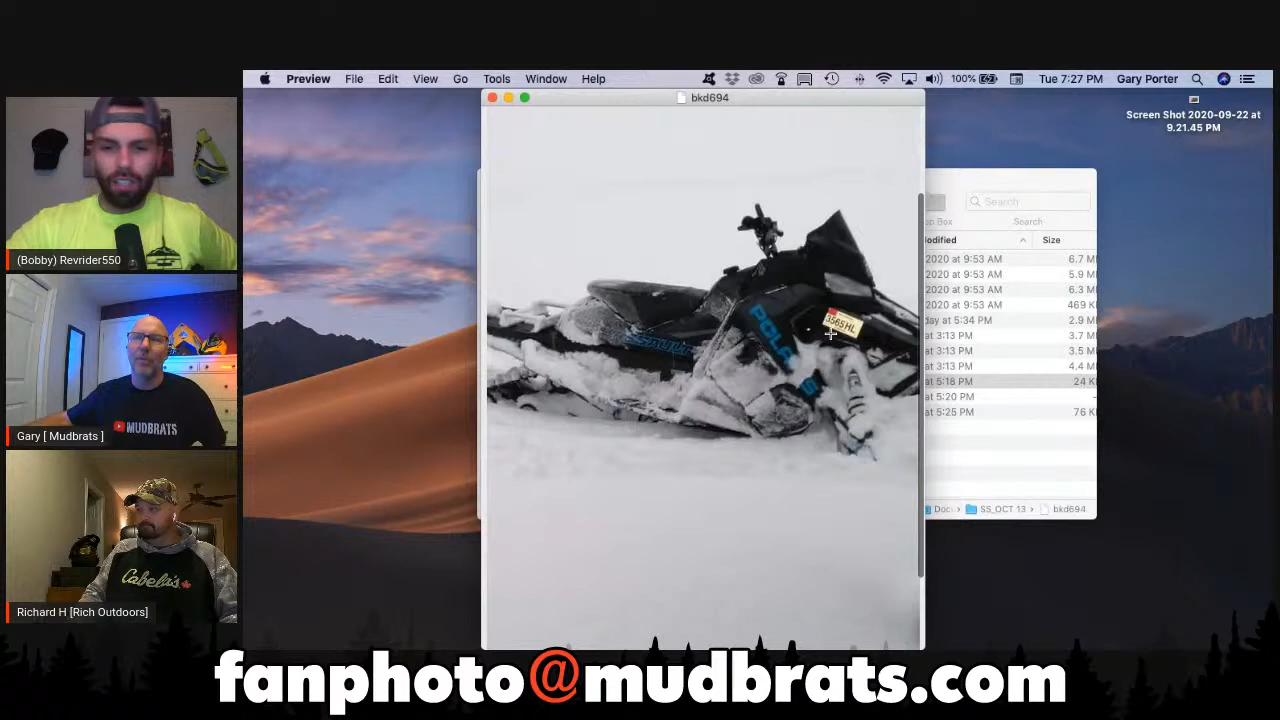 Preview File Edit View Go Tools Window Help 100% Tue 7:27 PM Gary Porter
bkd694
Screen Shot 2020-09-22 at
9.21.45 PM
Search
Search
Size
2020 at 9:53 AM 6.7 M
2020 at 9:53 AM 5.9 M
2020 at 9:53 AM 6.3 M
2020 at 9:53 AM 469 K
day at 5:34 PM 2.9 M
at 3:13 PM 3.7 M
at 3:13 PM 3.5 M
at 3:13 PM 4.4 M
at 5:18 PM 24 K
at 5:20 PM --
at 5:25 PM 76 K
SS_OCT 13 › bkd694
(Bobby) Revrider550
MUDBRATS
Gary [ Mudbrats ]
Cabela's
Richard H [Rich Outdoors]
ASSAULT
POLARIS
3565HL
fanphoto@mudbrats.com